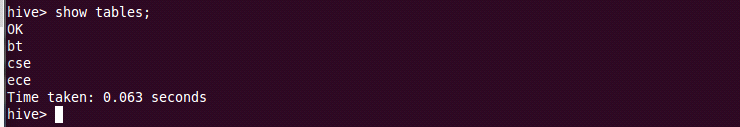 hive> show tables;
OK
bt
cse
ece
Time taken: 0.063 seconds
hive>